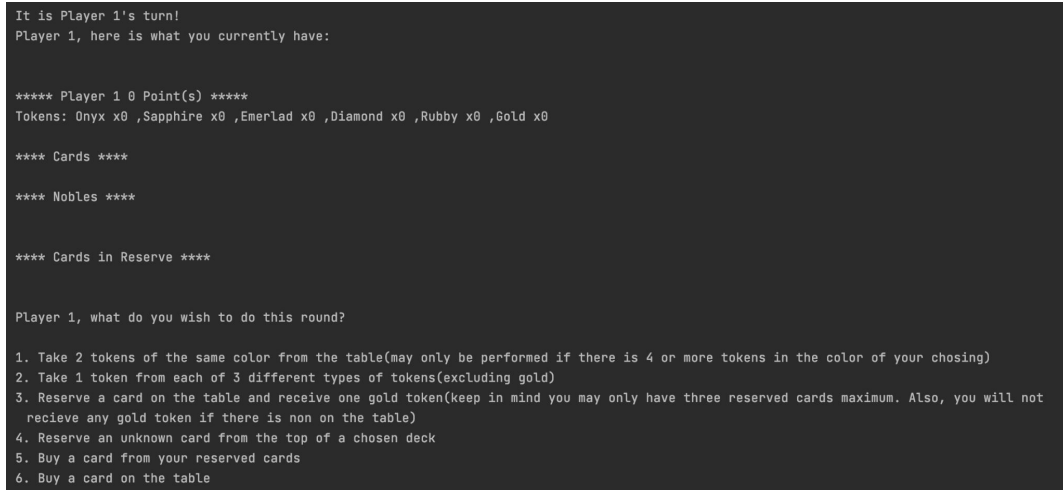 It is Player 1's turn!
Player 1, here is what you currently have:
***** Player 1 0 Point(s) *****
Tokens: Onyx x0 ,Sapphire x0 ,Emerlad x0 ,Diamond x0 ,Rubby x0 ,Gold x0
**** Cards ****
**** Nobles ****
**** Cards in Reserve ****
Player 1, what do you wish to do this round?
1. Take 2 tokens of the same color from the table(may only be performed if there is 4 or more tokens in the color of your chosing)
2. Take 1 token from each of 3 different types of tokens(excluding gold)
3. Reserve a card on the table and receive one gold token(keep in mind you may only have three reserved cards maximum. Also, you will not
recieve any gold token if there is non on the table)
4. Reserve an unknown card from the top of a chosen deck
5. Buy a card from your reserved cards
6. Buy a card on the table